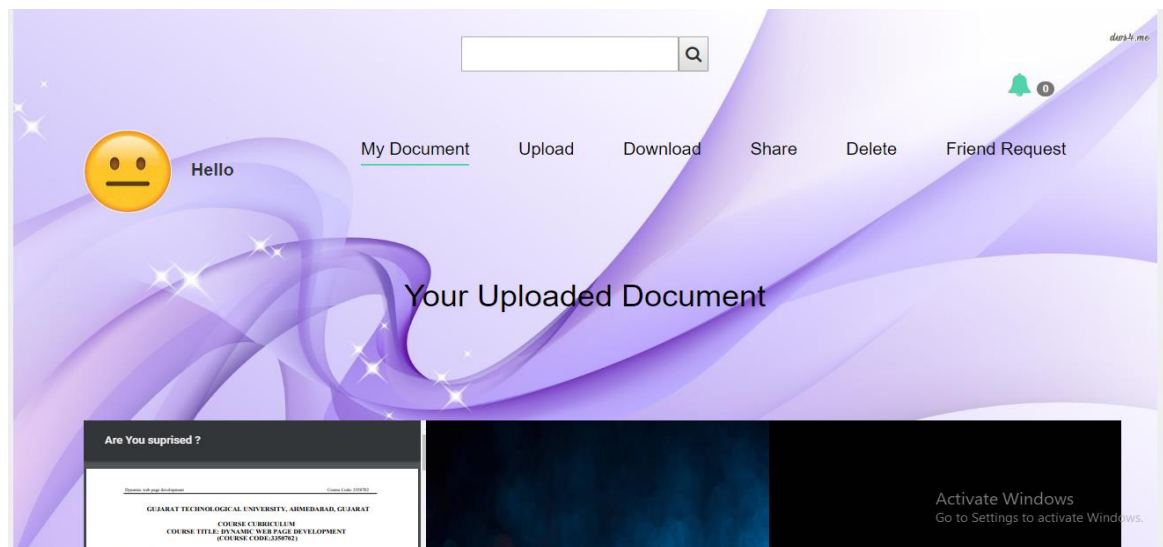 dws4.me
0
My Document Upload Download Share Delete Friend Request
Hello
Your Uploaded Document
Are You suprised ?
Dynamic web page development Course Code: 3350702
GUJARAT TECHNOLOGICAL UNIVERSITY, AHMEDABAD, GUJARAT
COURSE CURRICULUM
COURSE TITLE: DYNAMIC WEB PAGE DEVELOPMENT
(COURSE CODE:3350702)
Activate Windows
Go to Settings to activate Windows.